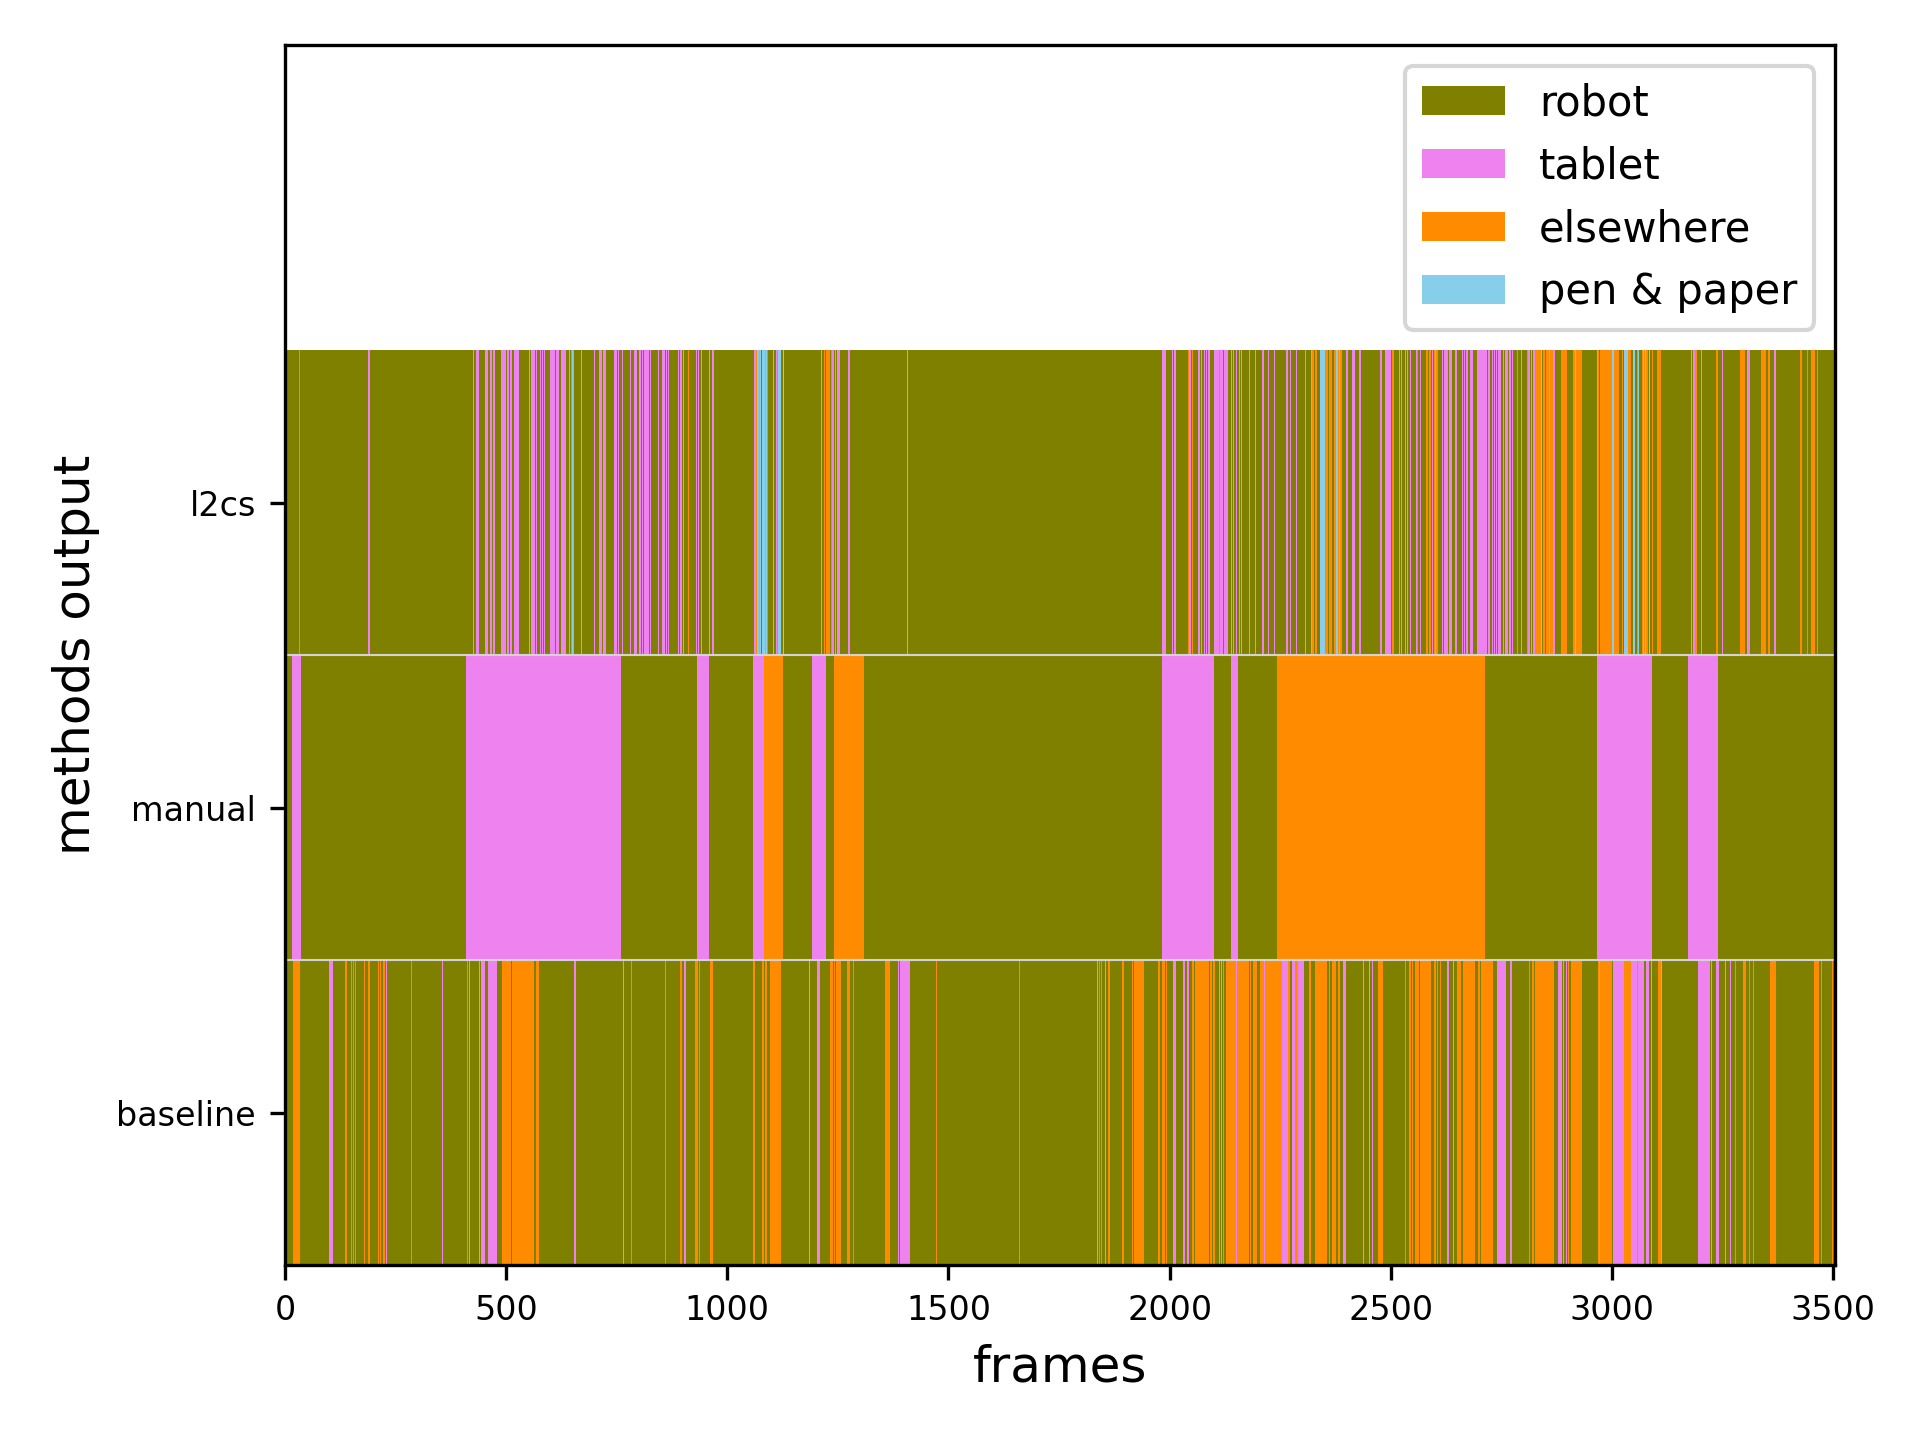 robot
tablet
elsewhere
pen & paper
methods output
l2cs
manual
baseline
0 500 1000 1500 2000 2500 3000 3500
frames